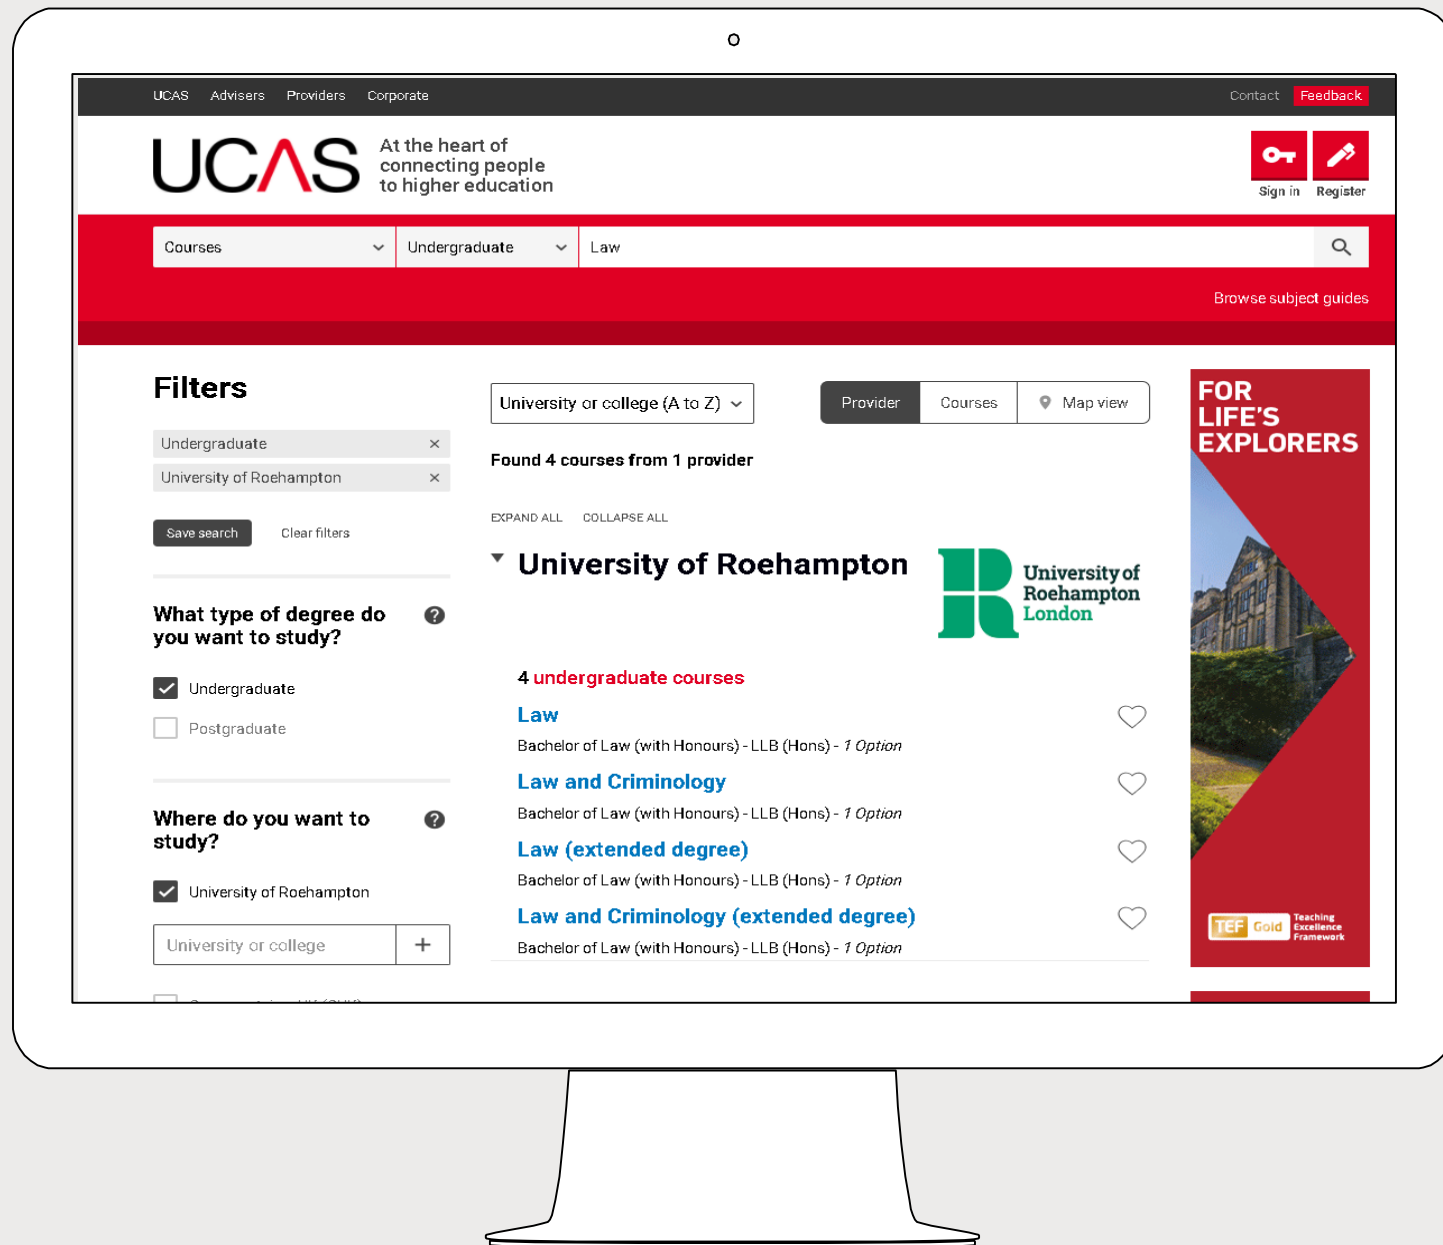 UCAS Advisers Providers Corporate
Contact Feedback
UCAS
At the heart of
connecting people
to higher education
Sign in Register
Courses Undergraduate Law
Browse subject guides
Filters
Undergraduate
University of Roehampton
Save search Clear filters
What type of degree do
you want to study?
Undergraduate
Postgraduate
Where do you want to
study?
University of Roehampton
University or college +
University or college (A to Z)
Provider Courses Map view
Found 4 courses from 1 provider
EXPAND ALL COLLAPSE ALL
University of Roehampton
University of
Roehampton
London
4 undergraduate courses
Law
Bachelor of Law (with Honours) - LLB (Hons) - 1 Option
Law and Criminology
Bachelor of Law (with Honours) - LLB (Hons) - 1 Option
Law (extended degree)
Bachelor of Law (with Honours) - LLB (Hons) - 1 Option
Law and Criminology (extended degree)
Bachelor of Law (with Honours) - LLB (Hons) - 1 Option
FOR
LIFE'S
EXPLORERS
TEF Gold
Teaching
Excellence
Framework